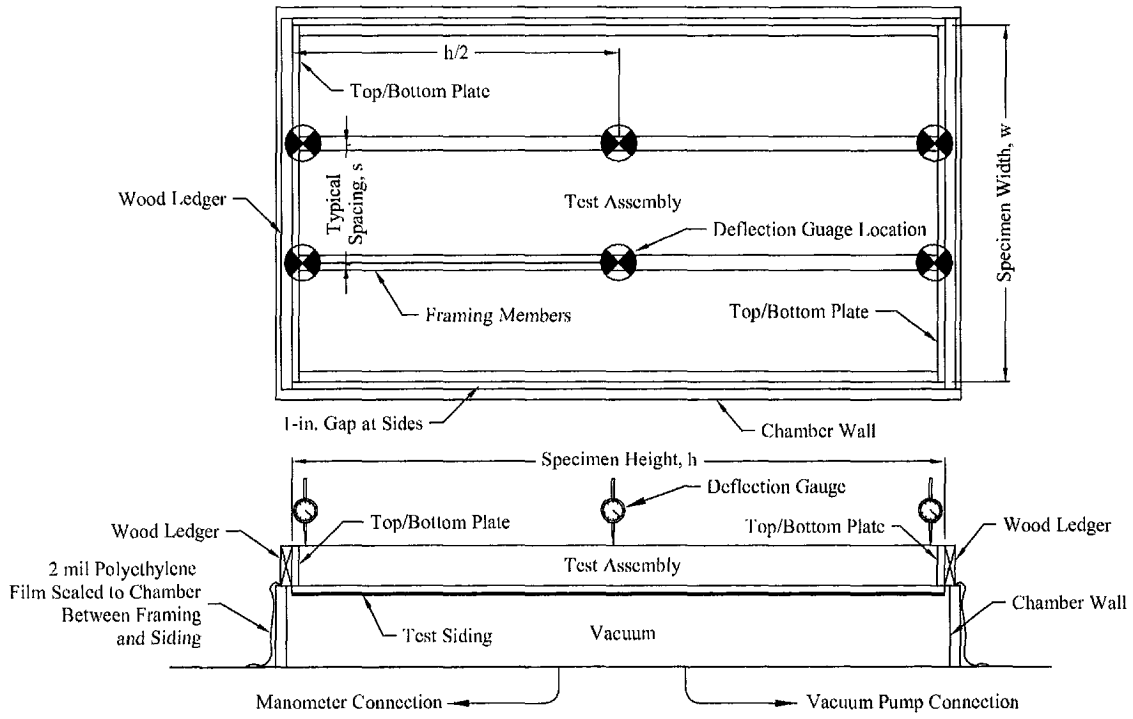 h/2
Top/Bottom Plate
Specimen Width, w
Wood Ledger
Typical
Spacing, s
Test Assembly
Deflection Guage Location
Framing Members
Top/Bottom Plate
1-in. Gap at Sides
Chamber Wall
Specimen Height, h
Deflection Gauge
Wood Ledger
Top/Bottom Plate
Top/Bottom Plate
Wood Ledger
Test Assembly
2 mil Polyethylene
Film Sealed to Chamber
Between Framing
and Siding
Chamber Wall
Test Siding
Vacuum
Manometer Connection
Vacuum Pump Connection